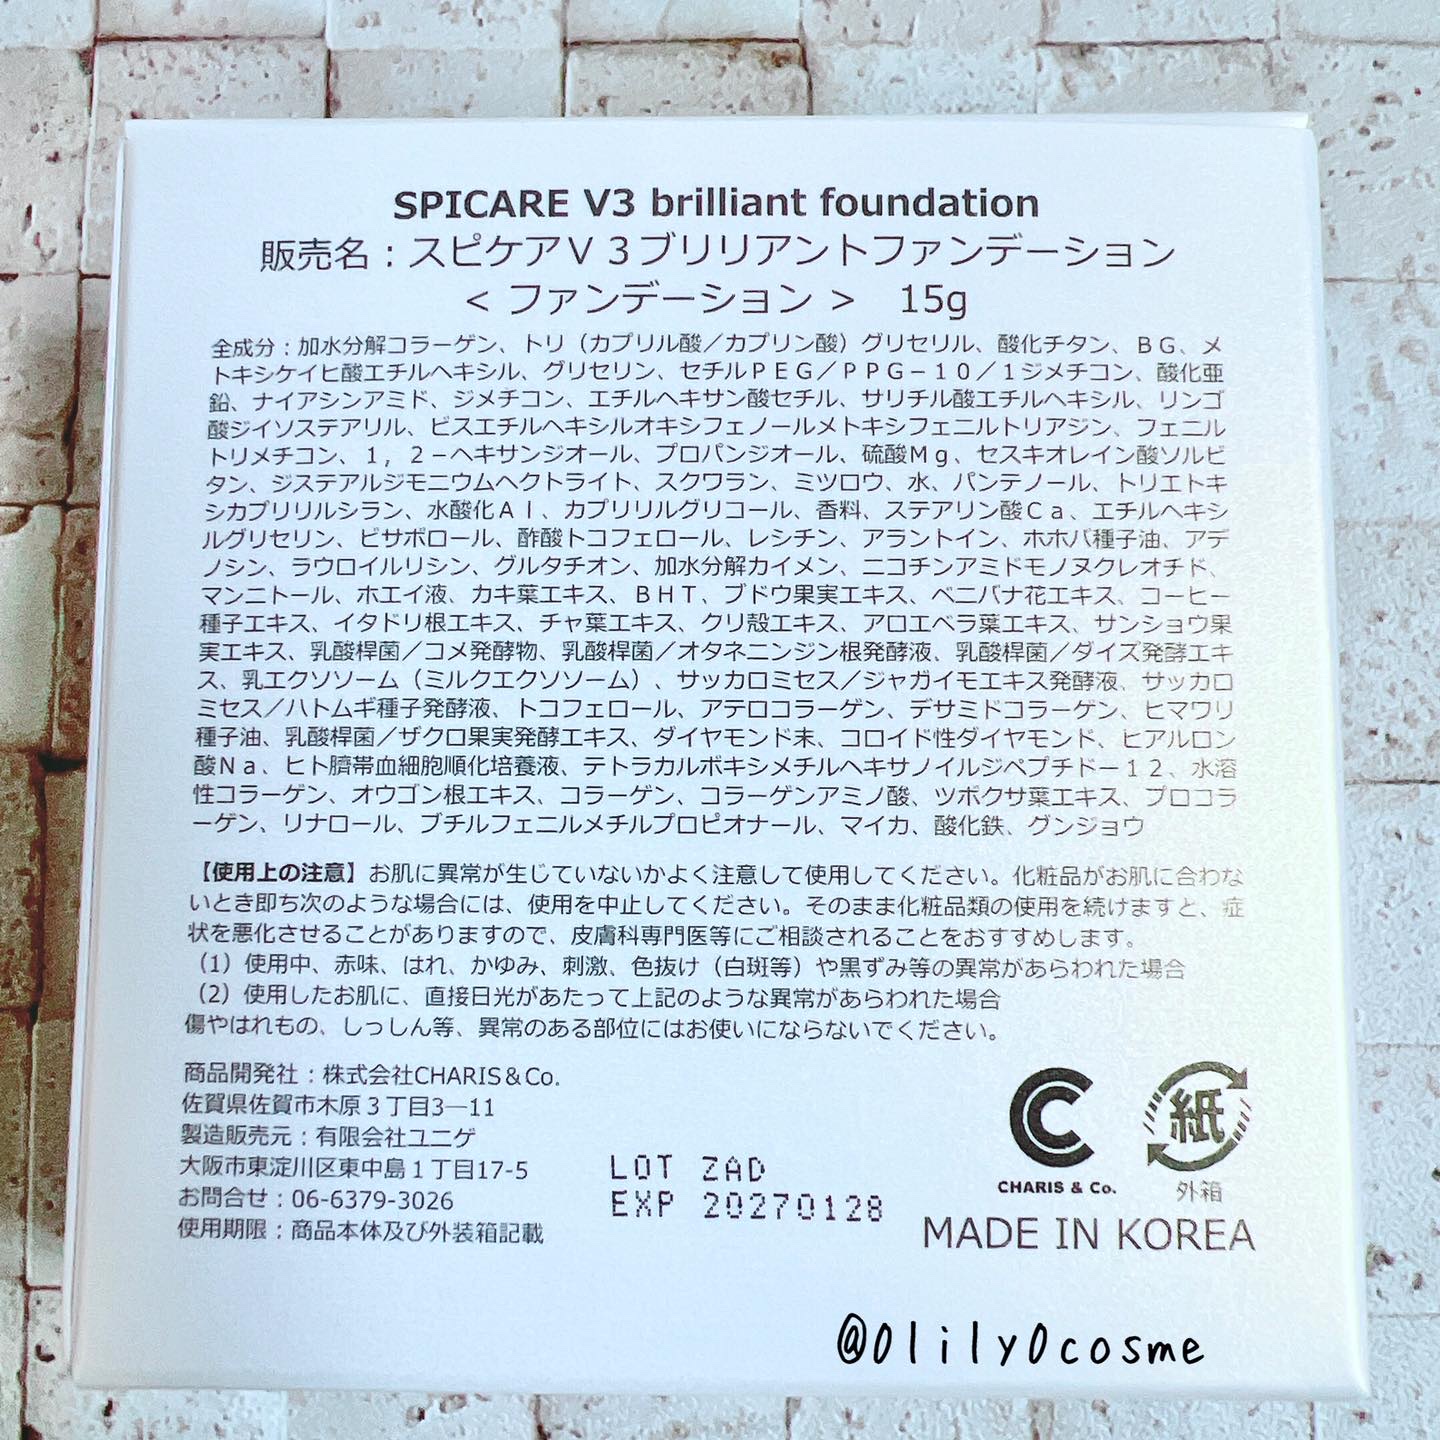 SPICARE V3 brilliant foundation
販売名：スピケアＶ３ブリリアントファンデーション
＜ファンデーション＞　15g
全成分：加水分解コラーゲン、トリ（カプリル酸／カプリン酸）グリセリル、酸化チタン、ＢＧ、メ
トキシケイヒ酸エチルヘキシル、グリセリン、セチルＰＥＧ／ＰＰＧ－１０／１ジメチコン、酸化亜
鉛、ナイアシンアミド、ジメチコン、エチルヘキサン酸セチル、サリチル酸エチルヘキシル、リンゴ
酸ジイソステアリル、ビスエチルヘキシルオキシフェノールメトキシフェニルトリアジン、フェニル
トリメチコン、１，２－ヘキサンジオール、プロパンジオール、硫酸Ｍｇ、セスキオレイン酸ソルビ
タン、ジステアルジモニウムヘクトライト、スクワラン、ミツロウ、水、パンテノール、トリエトキ
シカプリリルシラン、水酸化Ａｌ、カプリリルグリコール、香料、ステアリン酸Ｃａ、エチルヘキシ
ルグリセリン、ビサボロール、酢酸トコフェロール、レシチン、アラントイン、ホホバ種子油、アデ
ノシン、ラウロイルリシン、グルタチオン、加水分解カイメン、ニコチンアミドモノヌクレオチド、
マンニトール、ホエイ液、カキ葉エキス、ＢＨＴ、ブドウ果実エキス、ベニバナ花エキス、コーヒー
種子エキス、イタドリ根エキス、チャ葉エキス、クリ殻エキス、アロエベラ葉エキス、サンショウ果
実エキス、乳酸桿菌／コメ発酵物、乳酸桿菌／オタネニンジン根発酵液、乳酸桿菌／ダイズ発酵エキ
ス、乳エクソソーム（ミルクエクソソーム）、サッカロミセス／ジャガイモエキス発酵液、サッカロ
ミセス／ハトムギ種子発酵液、トコフェロール、アテロコラーゲン、デサミドコラーゲン、ヒマワリ
種子油、乳酸桿菌／ザクロ果実発酵エキス、ダイヤモンド末、コロイド性ダイヤモンド、ヒアルロン
酸Ｎａ、ヒト臍帯血細胞順化培養液、テトラカルボキシメチルヘキサノイルジペプチドー１２、水溶
性コラーゲン、オウゴン根エキス、コラーゲン、コラーゲンアミノ酸、ツボクサ葉エキス、プロコラ
ーゲン、リナロール、ブチルフェニルメチルプロピオナール、マイカ、酸化鉄、グンジョウ
【使用上の注意】お肌に異常が生じていないかよく注意して使用してください。化粧品がお肌に合わな
いとき即ち次のような場合には、使用を中止してください。そのまま化粧品類の使用を続けますと、症
状を悪化させることがありますので、皮膚科専門医等にご相談されることをおすすめします。
（1）使用中、赤味、はれ、かゆみ、刺激、色抜け（白斑等）や黒ずみ等の異常があらわれた場合
（2）使用したお肌に、直接日光があたって上記のような異常があらわれた場合
傷やはれもの、しっしん等、異常のある部位にはお使いにならないでください。
商品開発社：株式会社CHARIS＆Co.
佐賀県佐賀市木原３丁目3―11
製造販売元：有限会社ユニゲ
大阪市東淀川区東中島１丁目17-5
お問合せ：06-6379-3026
使用期限：商品本体及び外装箱記載
LOT ZAD
EXP 20270128
CHARIS & Co.
紙
外箱
MADE IN KOREA
@0lily0cosme